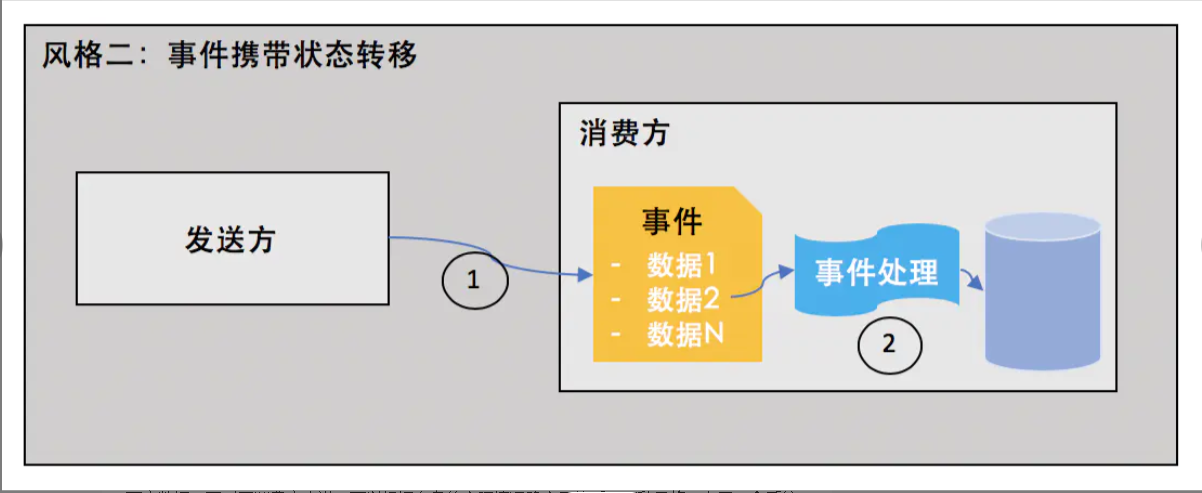 风格二：事件携带状态转移
消费方
发送方
事件
- 数据1
- 数据2
- 数据N
事件处理
1
2